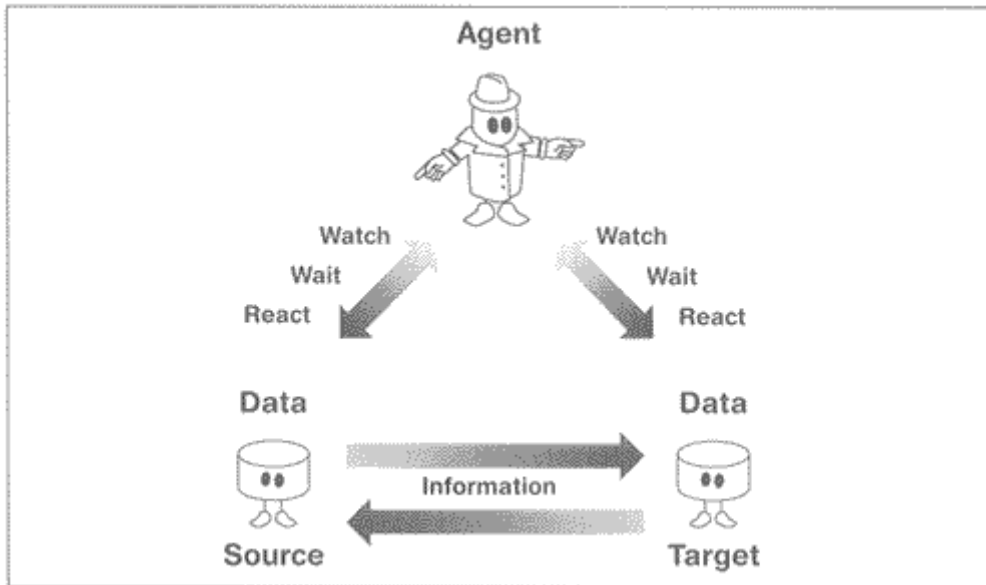 Agent
Watch
Watch
Wait
Wait
React
React
Data
Data
Information
Source
Target